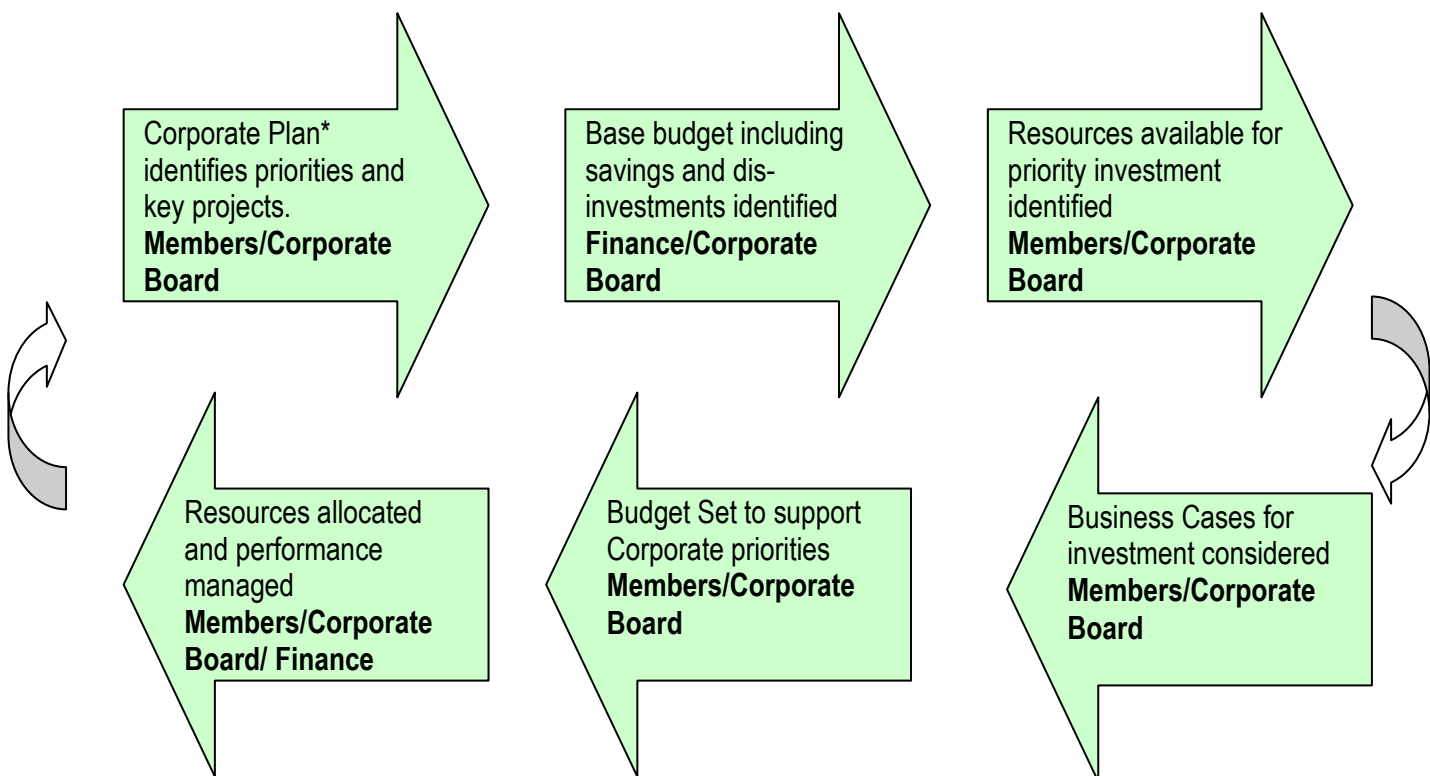 Corporate Plan*
identifies priorities and
key projects.
Members/Corporate
Board
Base budget including
savings and dis-
investments identified
Finance/Corporate
Board
Resources available for
priority investment
identified
Members/Corporate
Board
Business Cases for
investment considered
Members/Corporate
Board
Budget Set to support
Corporate priorities
Members/Corporate
Board
Resources allocated
and performance
managed
Members/Corporate
Board/ Finance